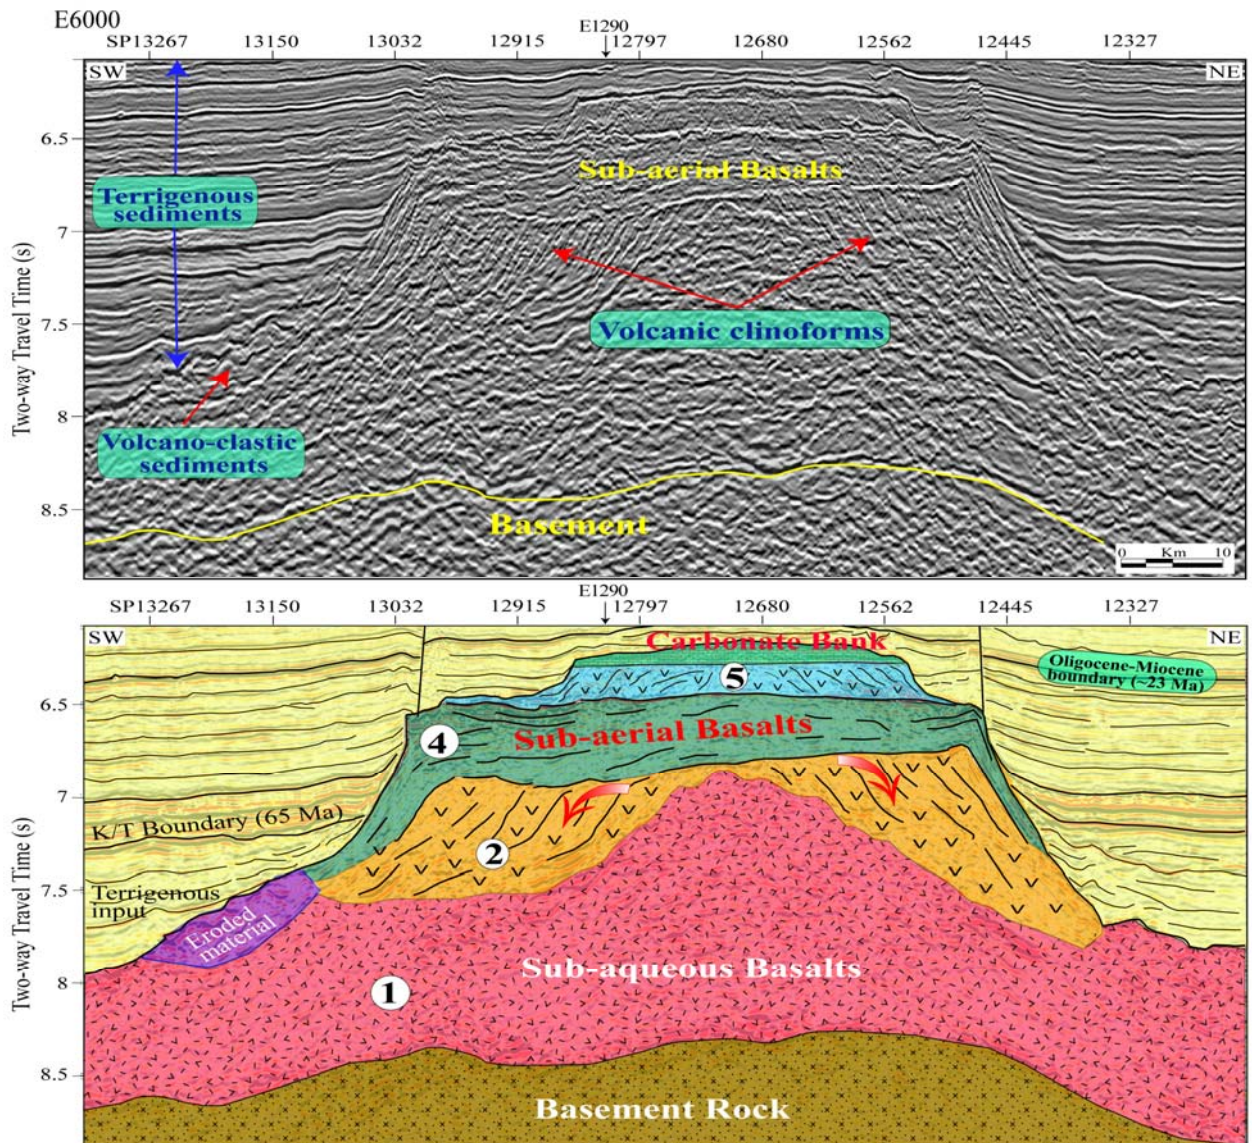 E6000
E1290
SP13267 13150 13032 12915 12797 12680 12562 12445 12327
SW NE
6.5
Sub-aerial Basalts
Terrigenous
sediments
7
Two-way Travel Time (s)
7.5
Volcanic clinoforms
8
Volcano-clastic
sediments
8.5
Basement
0 Km 10
E1290
SP13267 13150 13032 12915 12797 12680 12562 12445 12327
SW NE
Carbonate Bank
Oligocene-Miocene
boundary (~23 Ma)
5
6.5
4
Sub-aerial Basalts
7
K/T Boundary (65 Ma)
Two-way Travel Time (s)
2
7.5
Terrigenous
input
Eroded
material
Sub-aqueous Basalts
8
1
8.5
Basement Rock